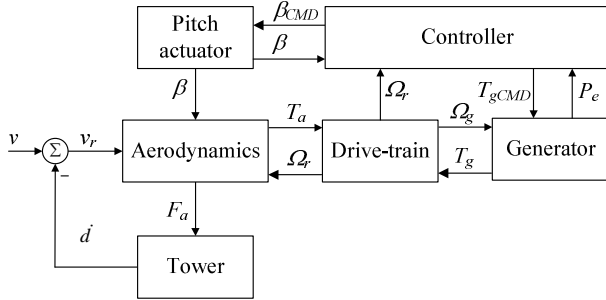 β_CMD
Pitch actuator
β
Controller
β
Ω_r
T_gCMD
P_e
T_a
Ω_g
v
Σ
v_r
Aerodynamics
Drive-train
Generator
−
Ω_r
T_g
F_a
ḋ
Tower